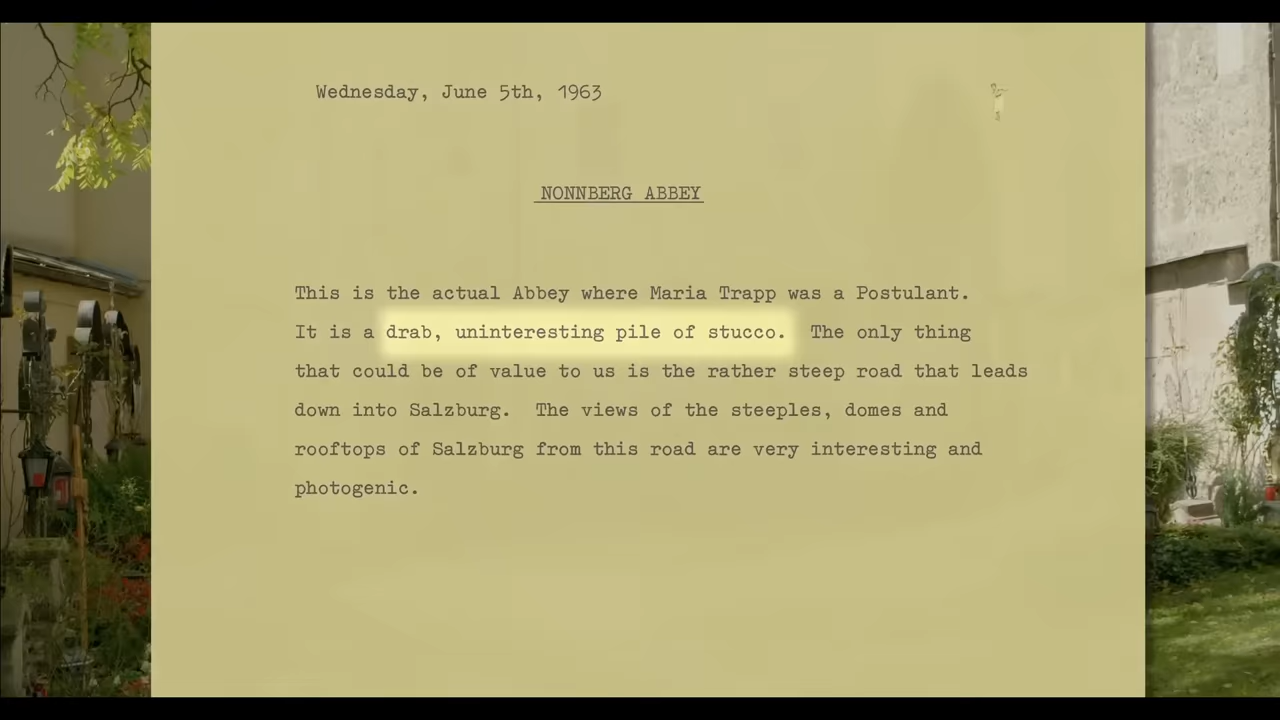 Wednesday, June 5th, 1963
NONNBERG ABBEY
This is the actual Abbey where Maria Trapp was a Postulant.
It is a drab, uninteresting pile of stucco.  The only thing
that could be of value to us is the rather steep road that leads
down into Salzburg.  The views of the steeples, domes and
rooftops of Salzburg from this road are very interesting and
photogenic.